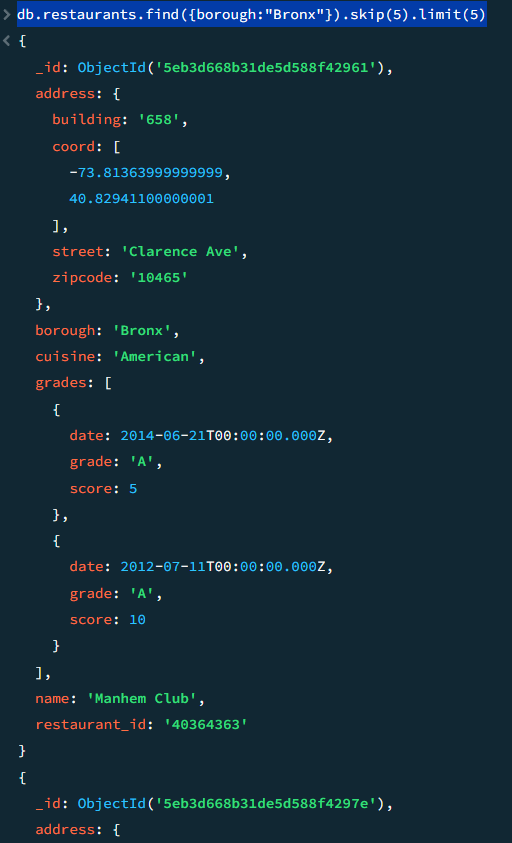 db.restaurants.find({borough:"Bronx"}).skip(5).limit(5)
{
_id: ObjectId('5eb3d668b31de5d588f42961'),
address: {
building: '658',
coord: [
-73.81363999999999,
40.82941100000001
],
street: 'Clarence Ave',
zipcode: '10465'
},
borough: 'Bronx',
cuisine: 'American',
grades: [
{
date: 2014-06-21T00:00:00.000Z,
grade: 'A',
score: 5
},
{
date: 2012-07-11T00:00:00.000Z,
grade: 'A',
score: 10
}
],
name: 'Manhem Club',
restaurant_id: '40364363'
}
{
_id: ObjectId('5eb3d668b31de5d588f4297e'),
address: {